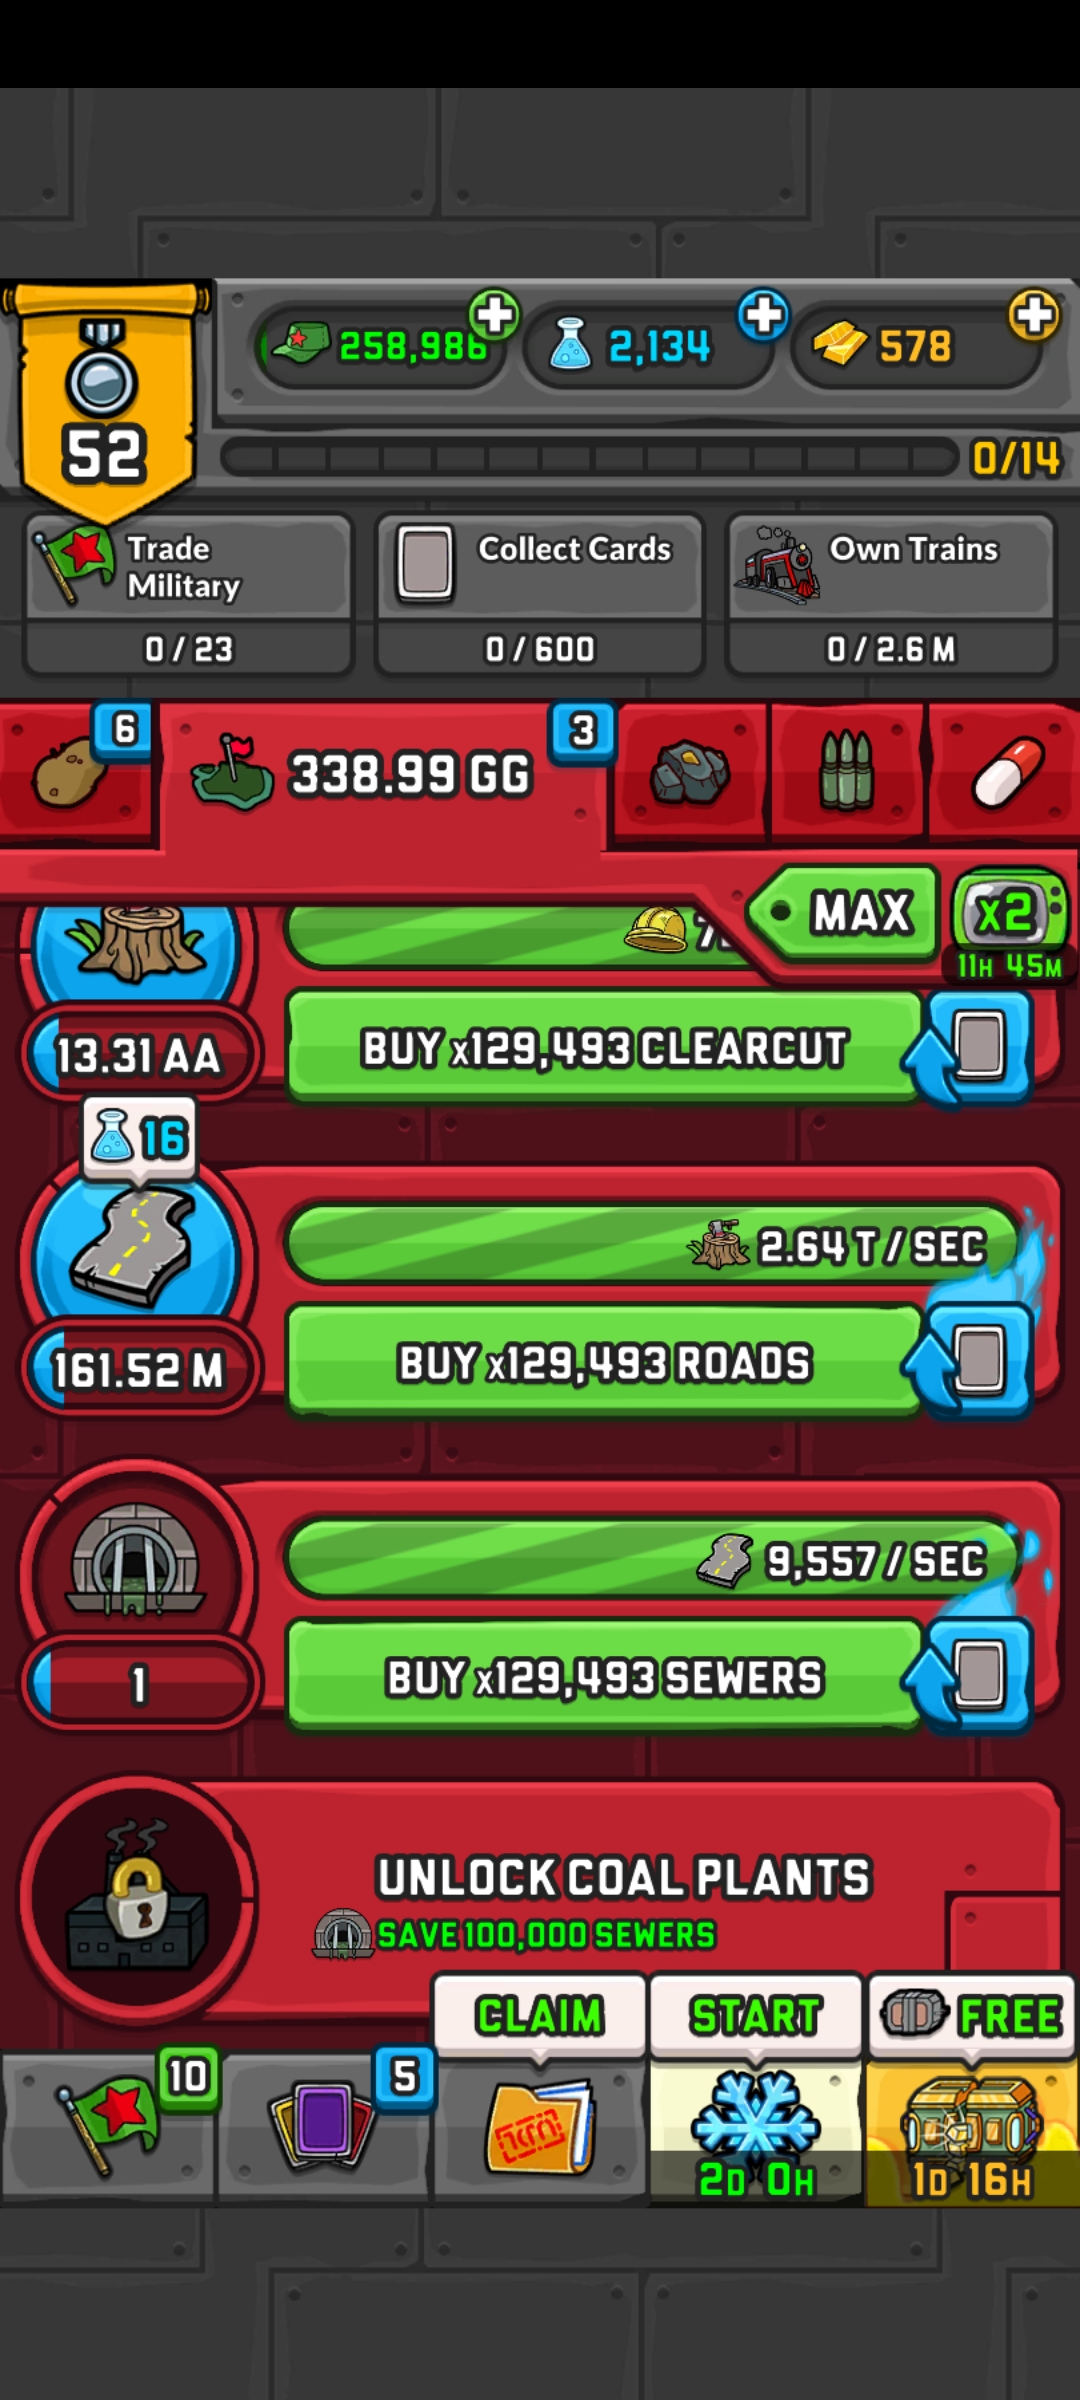 258,986
2,134
578
52
0/14
Trade
Military
0 / 23
Collect Cards
0 / 600
Own Trains
0 / 2.6 M
6
338.99 GG
3
MAX
x2
11H 45M
13.31 AA
BUY x129,493 CLEARCUT
16
2.64 T / SEC
161.52 M
BUY x129,493 ROADS
9,557 / SEC
1
BUY x129,493 SEWERS
UNLOCK COAL PLANTS
SAVE 100,000 SEWERS
CLAIM
START
FREE
10
5
2D 0H
1D 16H